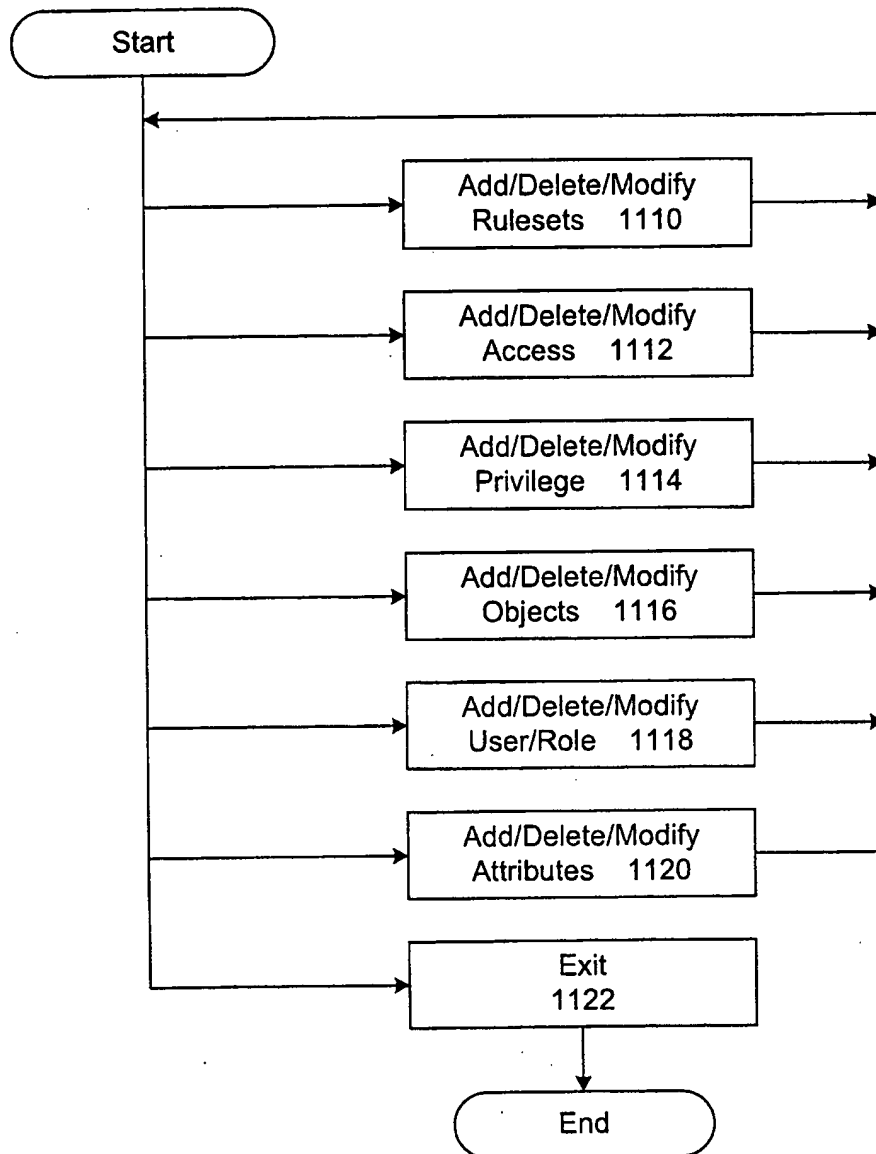 Start
Add/Delete/Modify
Rulesets 1110
Add/Delete/Modify
Access 1112
Add/Delete/Modify
Privilege 1114
Add/Delete/Modify
Objects 1116
Add/Delete/Modify
User/Role 1118
Add/Delete/Modify
Attributes 1120
Exit
1122
End